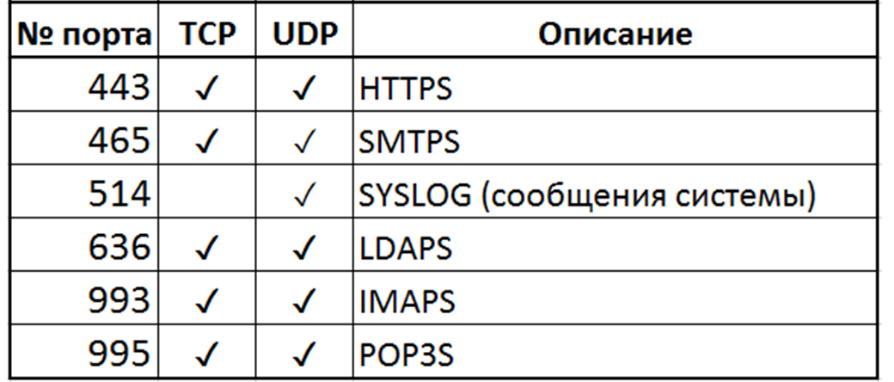 № порта TCP UDP Описание
443 ✓ ✓ HTTPS
465 ✓ ✓ SMTPS
514 ✓ SYSLOG (сообщения системы)
636 ✓ ✓ LDAPS
993 ✓ ✓ IMAPS
995 ✓ ✓ POP3S